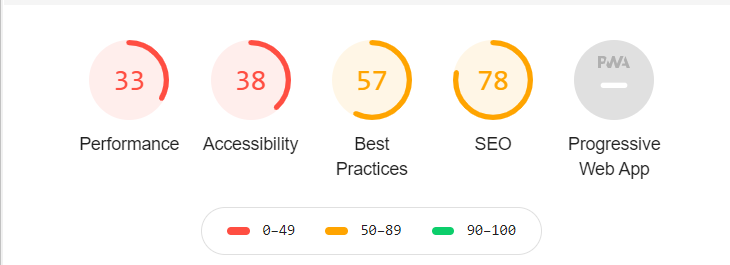 33
38
57
78
PWA
Performance
Accessibility
Best
Practices
SEO
Progressive
Web App
0–49
50–89
90–100